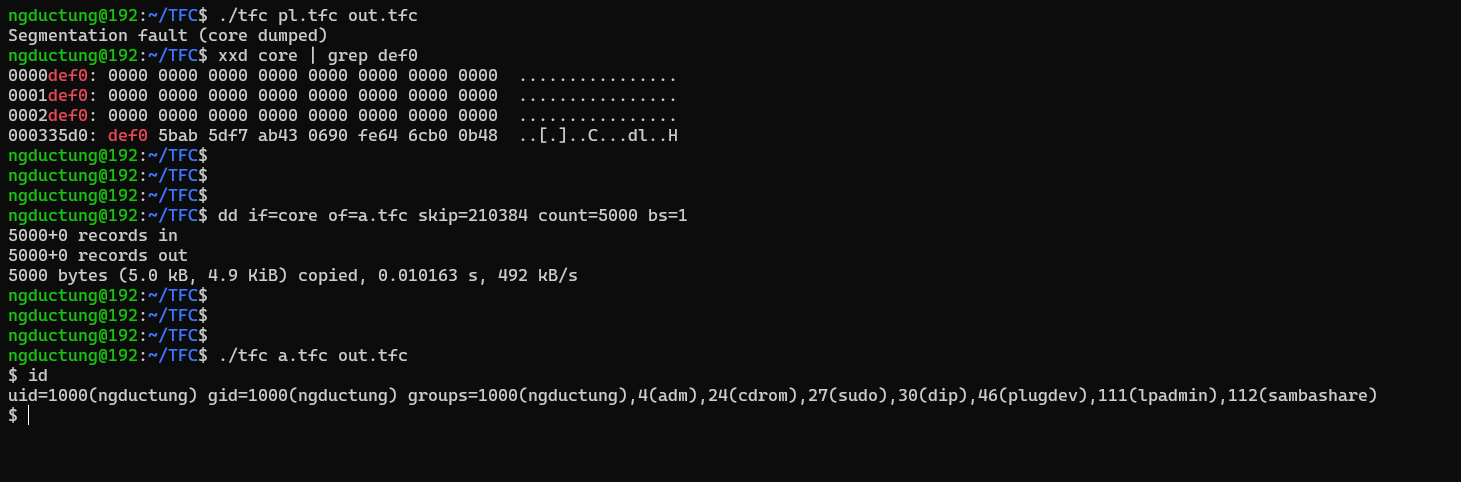 ngductung@192:~/TFC$ ./tfc pl.tfc out.tfc
Segmentation fault (core dumped)
ngductung@192:~/TFC$ xxd core | grep def0
0000def0: 0000 0000 0000 0000 0000 0000 0000 0000  ................
0001def0: 0000 0000 0000 0000 0000 0000 0000 0000  ................
0002def0: 0000 0000 0000 0000 0000 0000 0000 0000  ................
000335d0: def0 5bab 5df7 ab43 0690 fe64 6cb0 0b48  ..[.]..C...dl..H
ngductung@192:~/TFC$
ngductung@192:~/TFC$
ngductung@192:~/TFC$
ngductung@192:~/TFC$ dd if=core of=a.tfc skip=210384 count=5000 bs=1
5000+0 records in
5000+0 records out
5000 bytes (5.0 kB, 4.9 KiB) copied, 0.010163 s, 492 kB/s
ngductung@192:~/TFC$
ngductung@192:~/TFC$
ngductung@192:~/TFC$
ngductung@192:~/TFC$ ./tfc a.tfc out.tfc
$ id
uid=1000(ngductung) gid=1000(ngductung) groups=1000(ngductung),4(adm),24(cdrom),27(sudo),30(dip),46(plugdev),111(lpadmin),112(sambashare)
$